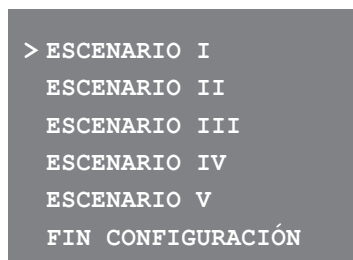 > ESCENARIO I
ESCENARIO II
ESCENARIO III
ESCENARIO IV
ESCENARIO V
FIN CONFIGURACIÓN